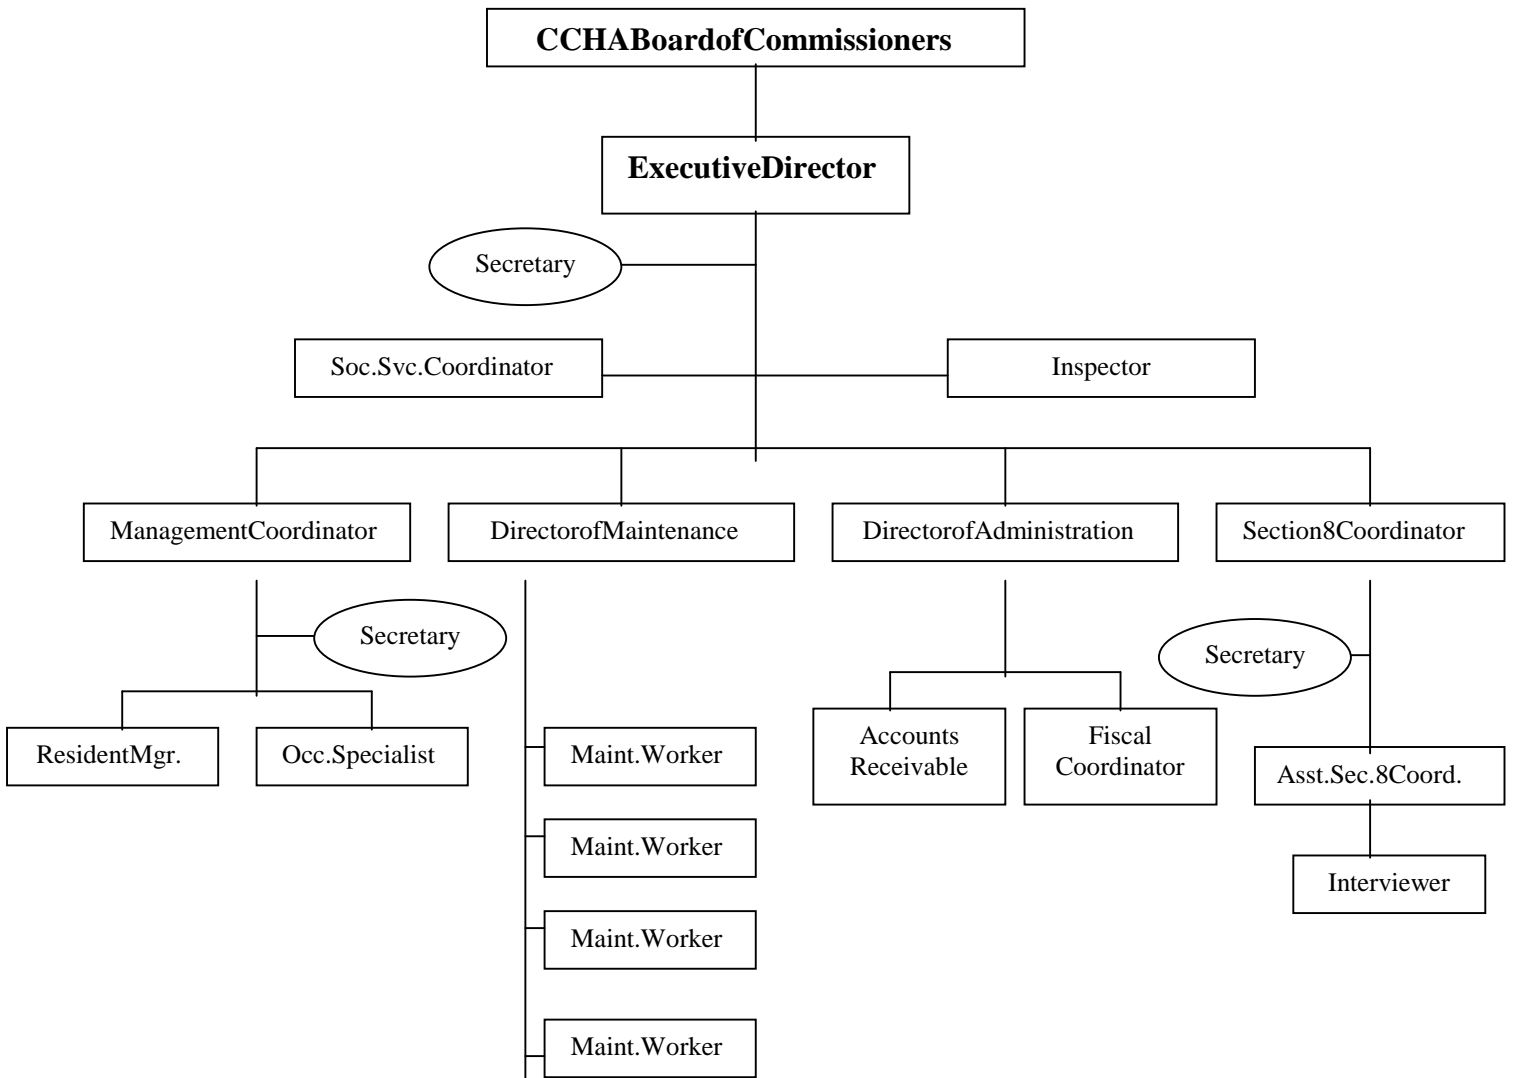 CCHABoardofCommissioners
ExecutiveDirector
Secretary
Soc.Svc.Coordinator
Inspector
ManagementCoordinator
DirectorofMaintenance
DirectorofAdministration
Section8Coordinator
Secretary
Secretary
ResidentMgr.
Occ.Specialist
Maint.Worker
Accounts
Receivable
Fiscal
Coordinator
Asst.Sec.8Coord.
Maint.Worker
Interviewer
Maint.Worker
Maint.Worker